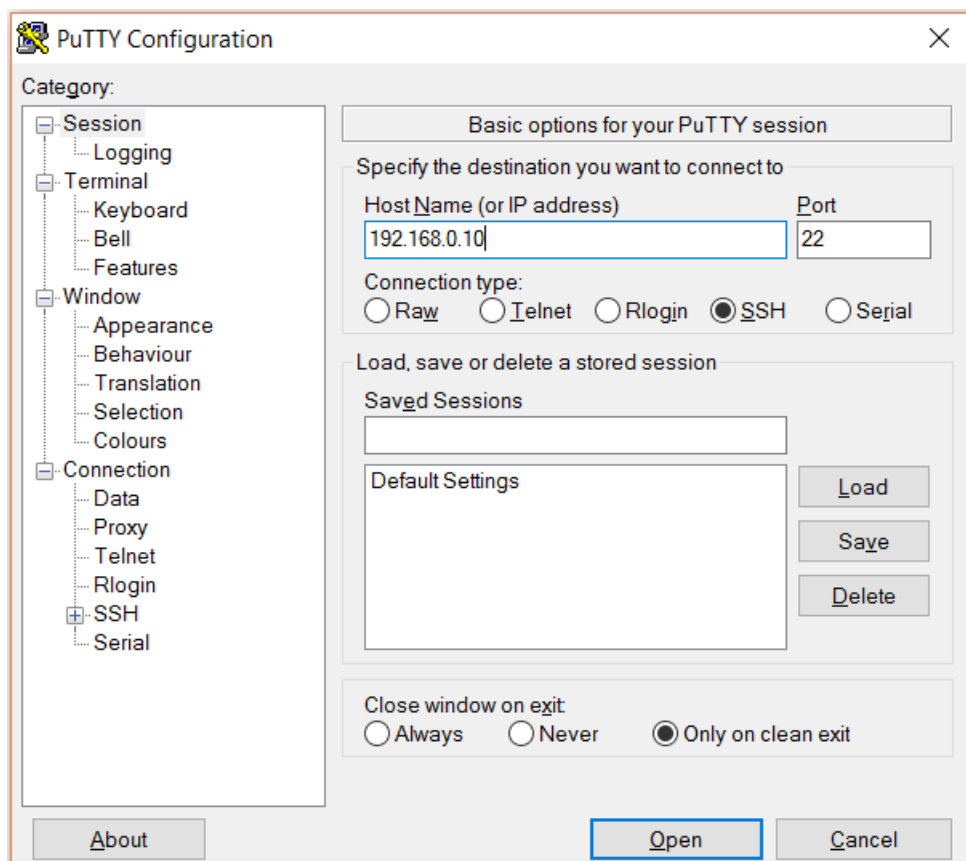 PuTTY Configuration
Category:
Session
Logging
Terminal
Keyboard
Bell
Features
Window
Appearance
Behaviour
Translation
Selection
Colours
Connection
Data
Proxy
Telnet
Rlogin
SSH
Serial
Basic options for your PuTTY session
Specify the destination you want to connect to
Host Name (or IP address) Port
192.168.0.10 22
Connection type:
Raw Telnet Rlogin SSH Serial
Load, save or delete a stored session
Saved Sessions
Default Settings
Load
Save
Delete
Close window on exit:
Always Never Only on clean exit
About Open Cancel